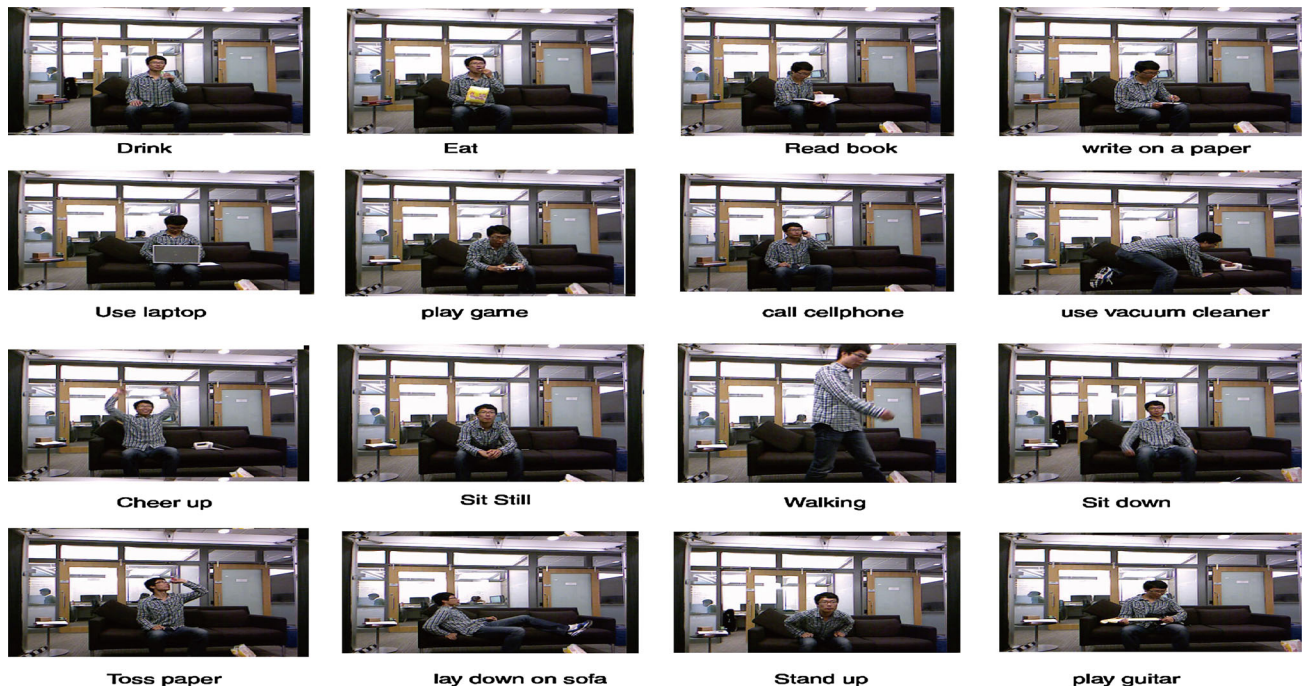 Drink
Eat
Read book
write on a paper
Use laptop
play game
call cellphone
use vacuum cleaner
Cheer up
Sit Still
Walking
Sit down
Toss paper
lay down on sofa
Stand up
play guitar